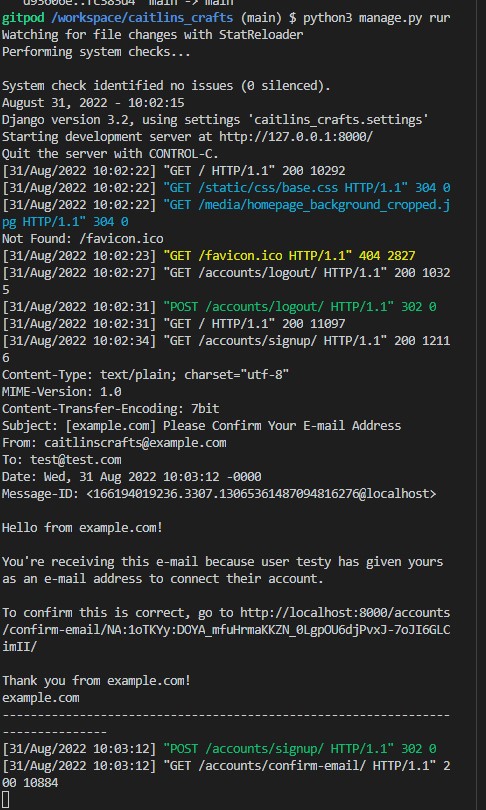 d93606e..fc383d4  main -> main
gitpod /workspace/caitlins_crafts (main) $ python3 manage.py run
Watching for file changes with StatReloader
Performing system checks...
System check identified no issues (0 silenced).
August 31, 2022 - 10:02:15
Django version 3.2, using settings 'caitlins_crafts.settings'
Starting development server at http://127.0.0.1:8000/
Quit the server with CONTROL-C.
[31/Aug/2022 10:02:22] "GET / HTTP/1.1" 200 10292
[31/Aug/2022 10:02:22] "GET /static/css/base.css HTTP/1.1" 304 0
[31/Aug/2022 10:02:22] "GET /media/homepage_background_cropped.j
pg HTTP/1.1" 304 0
Not Found: /favicon.ico
[31/Aug/2022 10:02:23] "GET /favicon.ico HTTP/1.1" 404 2827
[31/Aug/2022 10:02:27] "GET /accounts/logout/ HTTP/1.1" 200 1032
5
[31/Aug/2022 10:02:31] "POST /accounts/logout/ HTTP/1.1" 302 0
[31/Aug/2022 10:02:31] "GET / HTTP/1.1" 200 11097
[31/Aug/2022 10:02:34] "GET /accounts/signup/ HTTP/1.1" 200 1211
6
Content-Type: text/plain; charset="utf-8"
MIME-Version: 1.0
Content-Transfer-Encoding: 7bit
Subject: [example.com] Please Confirm Your E-mail Address
From: caitlinscrafts@example.com
To: test@test.com
Date: Wed, 31 Aug 2022 10:03:12 -0000
Message-ID: <166194019236.3307.13065361487094816276@localhost>
Hello from example.com!
You're receiving this e-mail because user testy has given yours
as an e-mail address to connect their account.
To confirm this is correct, go to http://localhost:8000/accounts
/confirm-email/NA:1oTKYy:DOYA_mfuHrmaKKZN_0LgpOU6djPvxJ-7oJI6GLC
imII/
Thank you from example.com!
example.com
----------------------------------------------------------------
---------------
[31/Aug/2022 10:03:12] "POST /accounts/signup/ HTTP/1.1" 302 0
[31/Aug/2022 10:03:12] "GET /accounts/confirm-email/ HTTP/1.1" 2
00 10884